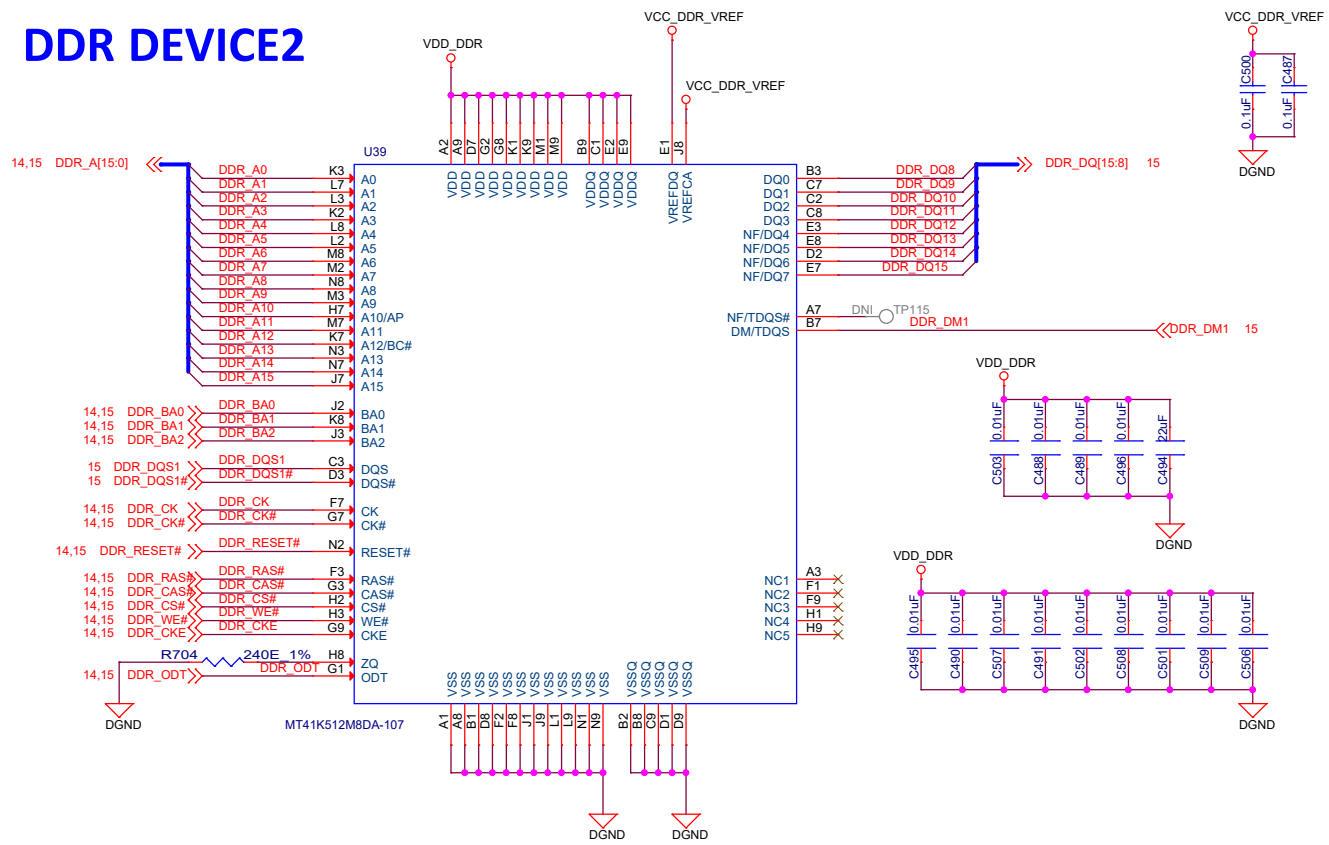 DDR DEVICE2
VDD_DDR
VCC_DDR_VREF
VCC_DDR_VREF
VCC_DDR_VREF
C500
0.1uF
C487
0.1uF
DGND
U39
A2 A9 D7 G2 G8 K1 K9 M1 M9 B9 C1 E2 E9 E1 J8
VDD VDD VDD VDD VDD VDD VDD VDD VDD VDDQ VDDQ VDDQ VDDQ VREFDQ VREFCA
14,15 DDR_A[15:0]
DDR_A0 K3 A0
DDR_A1 L7 A1
DDR_A2 L3 A2
DDR_A3 K2 A3
DDR_A4 L8 A4
DDR_A5 L2 A5
DDR_A6 M8 A6
DDR_A7 M2 A7
DDR_A8 N8 A8
DDR_A9 M3 A9
DDR_A10 H7 A10/AP
DDR_A11 M7 A11
DDR_A12 K7 A12/BC#
DDR_A13 N3 A13
DDR_A14 N7 A14
DDR_A15 J7 A15
14,15 DDR_BA0 DDR_BA0 J2 BA0
14,15 DDR_BA1 DDR_BA1 K8 BA1
14,15 DDR_BA2 DDR_BA2 J3 BA2
15 DDR_DQS1 DDR_DQS1 C3 DQS
15 DDR_DQS1# DDR_DQS1# D3 DQS#
14,15 DDR_CK DDR_CK F7 CK
14,15 DDR_CK# DDR_CK# G7 CK#
14,15 DDR_RESET# DDR_RESET# N2 RESET#
14,15 DDR_RAS# DDR_RAS# F3 RAS#
14,15 DDR_CAS# DDR_CAS# G3 CAS#
14,15 DDR_CS# DDR_CS# H2 CS#
14,15 DDR_WE# DDR_WE# H3 WE#
14,15 DDR_CKE DDR_CKE G9 CKE
R704 240E_1% H8 ZQ
14,15 DDR_ODT DDR_ODT G1 ODT
DGND
MT41K512M8DA-107
DQ0 B3 DDR_DQ8
DQ1 C7 DDR_DQ9
DQ2 C2 DDR_DQ10
DQ3 C8 DDR_DQ11
NF/DQ4 E3 DDR_DQ12
NF/DQ5 E8 DDR_DQ13
NF/DQ6 D2 DDR_DQ14
NF/DQ7 E7 DDR_DQ15
DDR_DQ[15:8] 15
NF/TDQS# A7 DNI TP115
DM/TDQS B7 DDR_DM1 DDR_DM1 15
NC1 A3
NC2 F1
NC3 F9
NC4 H1
NC5 H9
VSS VSS VSS VSS VSS VSS VSS VSS VSS VSS VSS VSS VSSQ VSSQ VSSQ VSSQ VSSQ
A1 A8 B1 D8 F2 F8 J1 J9 L1 L9 N1 N9 B2 B8 C9 D1 D9
DGND
DGND
VDD_DDR
0.01uF 0.01uF 0.01uF 0.01uF 22uF
C503 C488 C489 C496 C494
DGND
VDD_DDR
0.01uF 0.01uF 0.01uF 0.01uF 0.01uF 0.01uF 0.01uF 0.01uF 0.01uF
C495 C490 C507 C502 C491 C508 C501 C509 C506
DGND